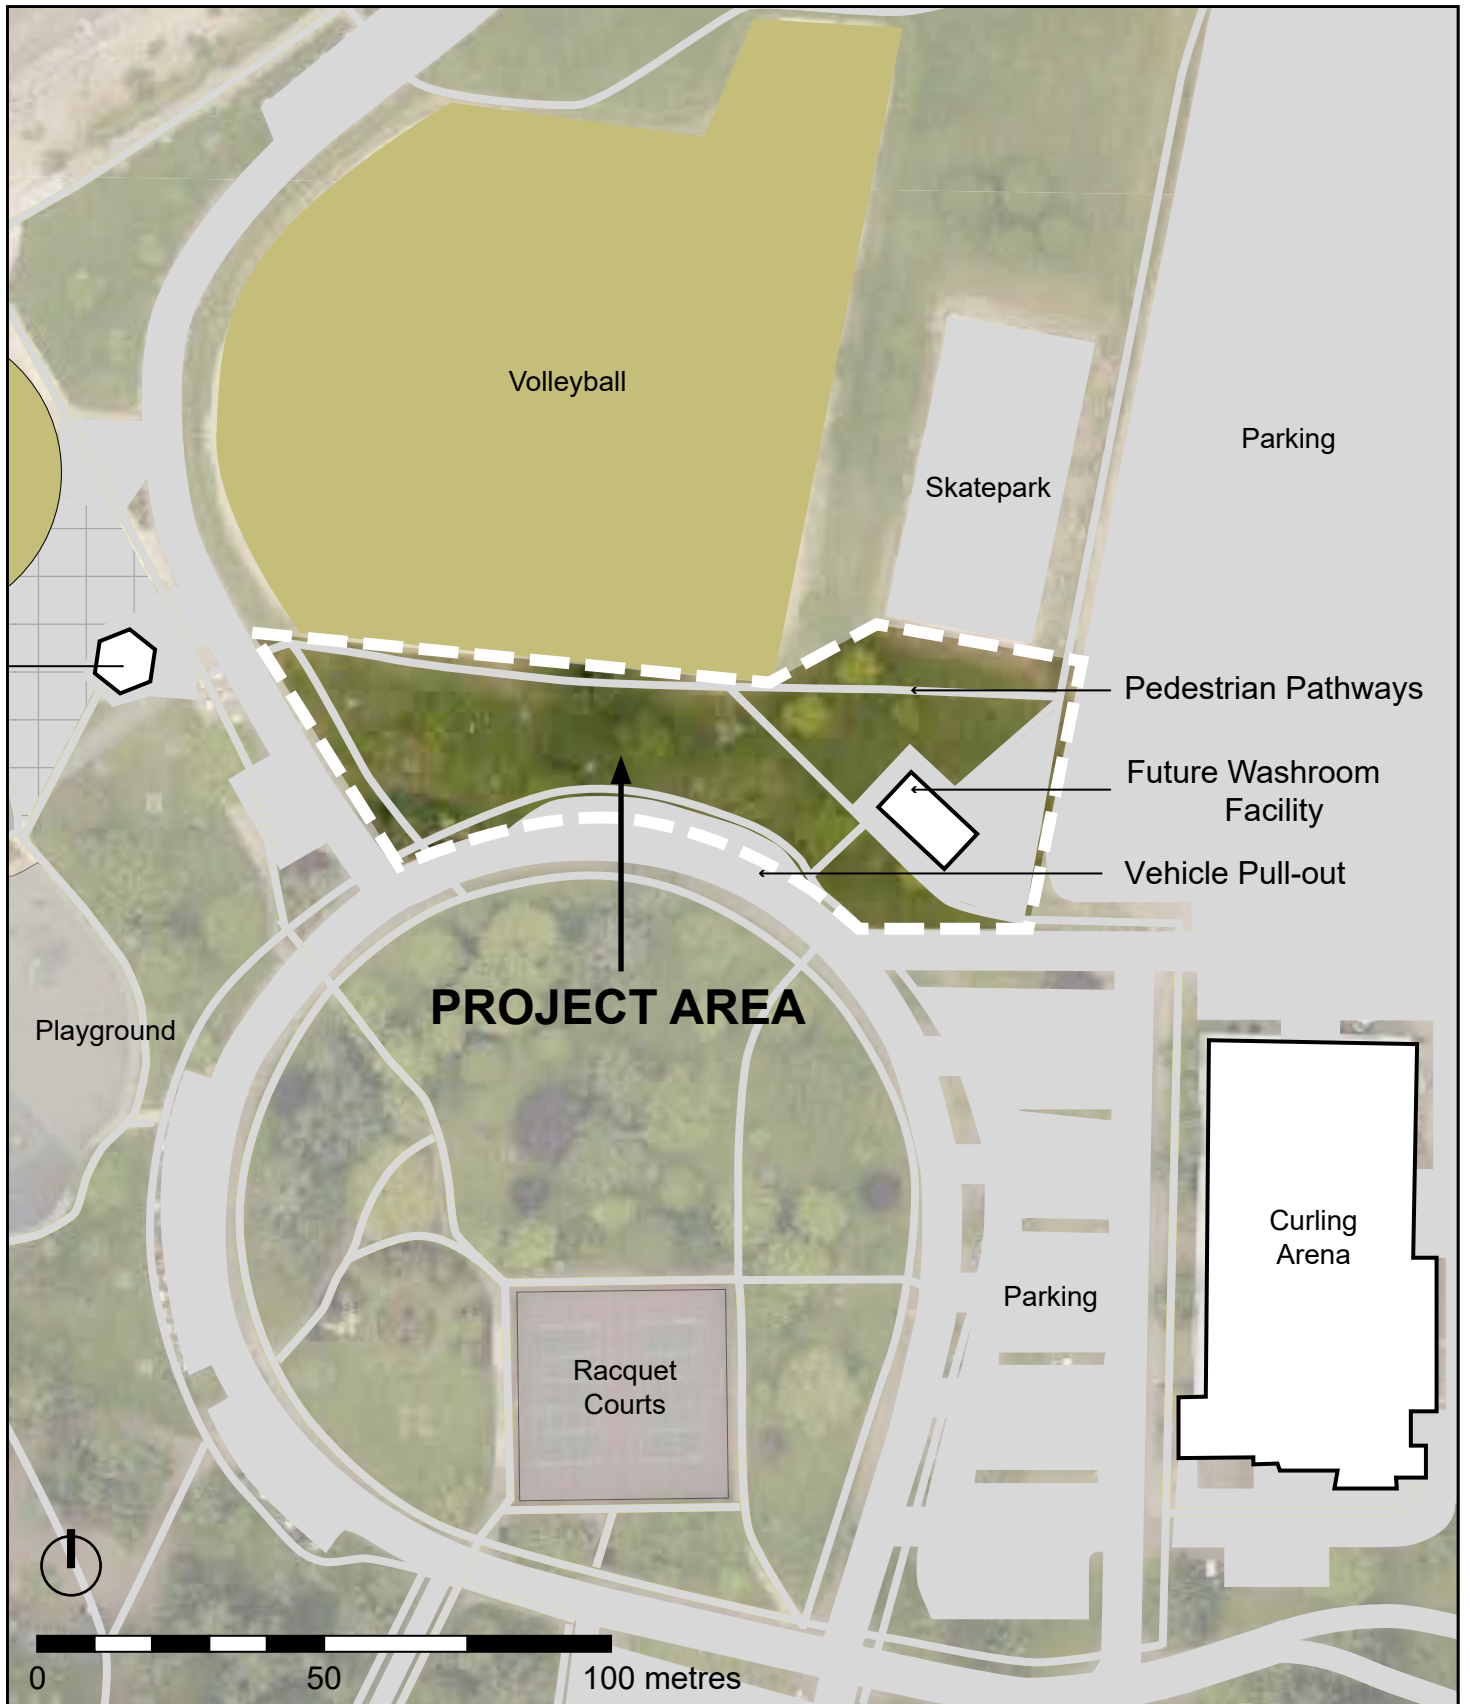 Volleyball
Parking
Skatepark
Pedestrian Pathways
Future Washroom
Facility
Vehicle Pull-out
PROJECT AREA
Playground
Curling
Arena
Parking
Racquet
Courts
0 50 100 metres